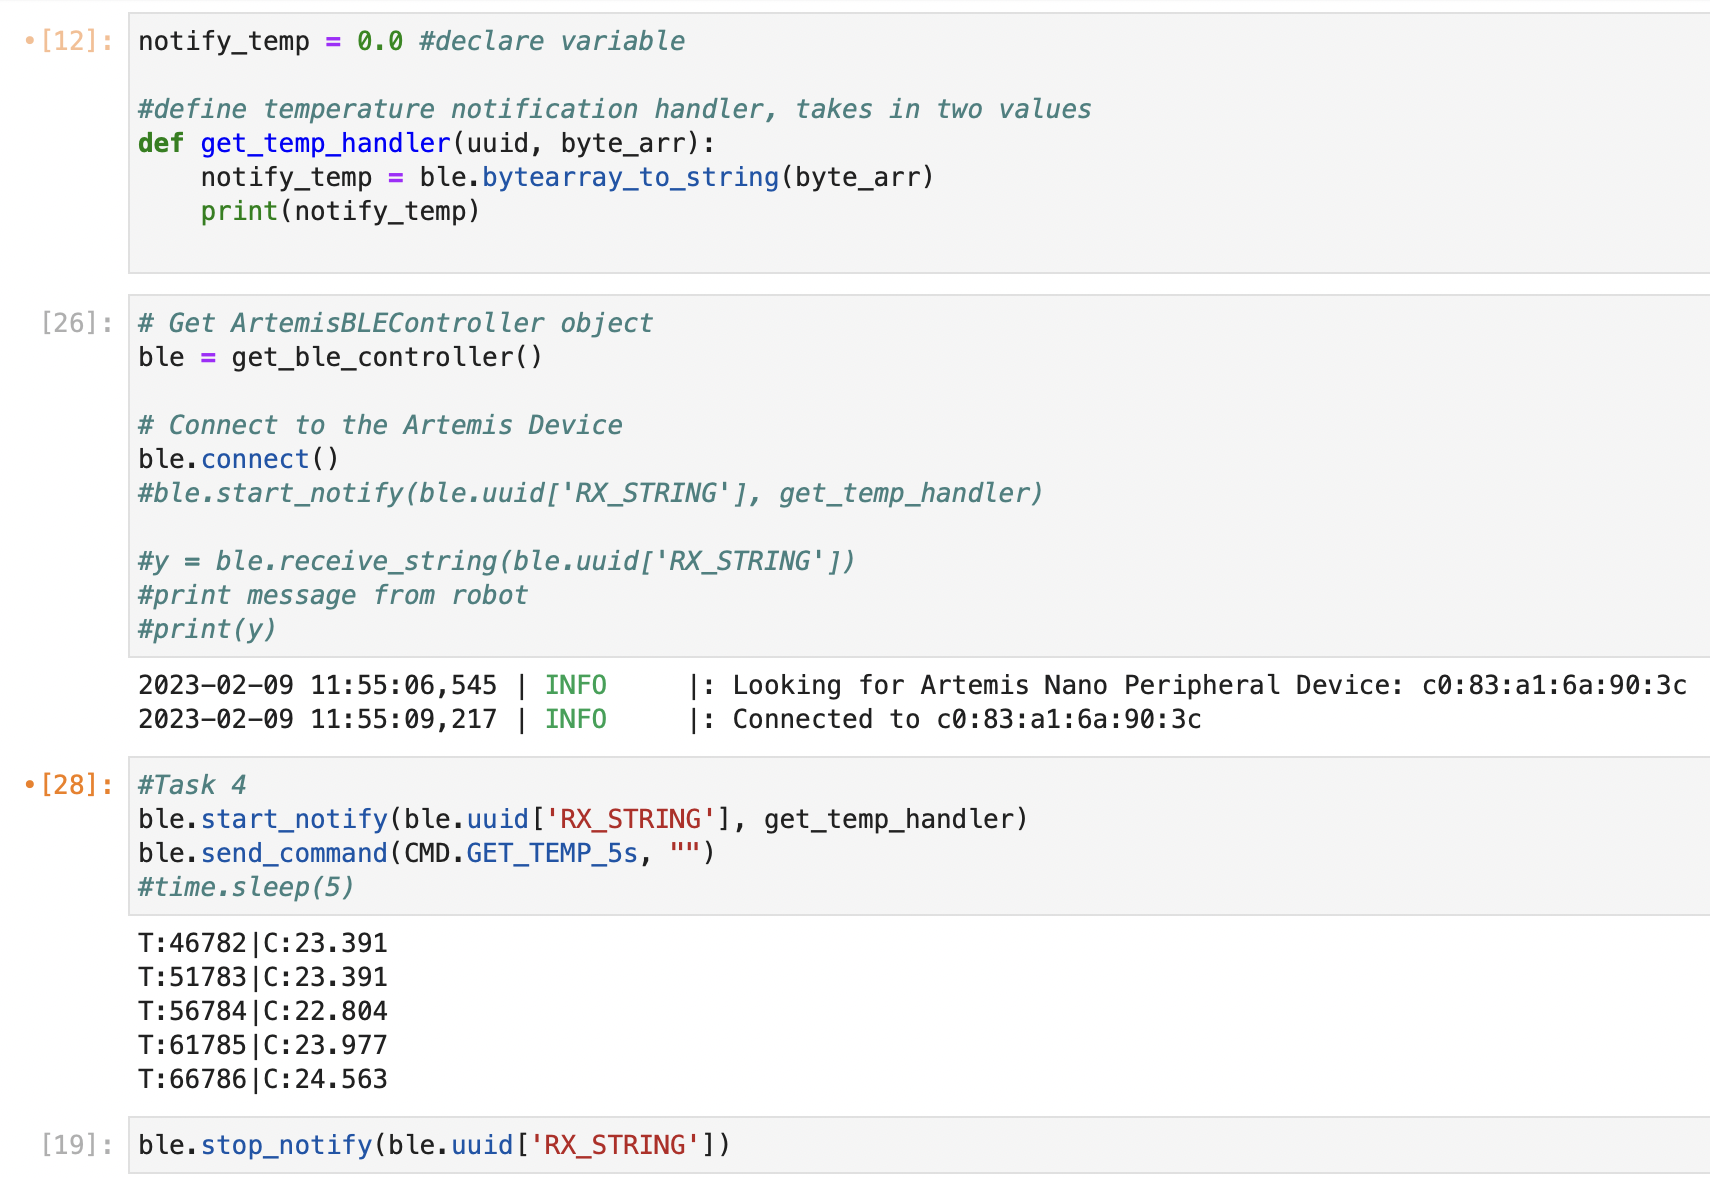 •[12]: notify_temp = 0.0 #declare variable
#define temperature notification handler, takes in two values
def get_temp_handler(uuid, byte_arr):
    notify_temp = ble.bytearray_to_string(byte_arr)
    print(notify_temp)
[26]: # Get ArtemisBLEController object
ble = get_ble_controller()
# Connect to the Artemis Device
ble.connect()
#ble.start_notify(ble.uuid['RX_STRING'], get_temp_handler)
#y = ble.receive_string(ble.uuid['RX_STRING'])
#print message from robot
#print(y)
2023-02-09 11:55:06,545 | INFO     |: Looking for Artemis Nano Peripheral Device: c0:83:a1:6a:90:3c
2023-02-09 11:55:09,217 | INFO     |: Connected to c0:83:a1:6a:90:3c
•[28]: #Task 4
ble.start_notify(ble.uuid['RX_STRING'], get_temp_handler)
ble.send_command(CMD.GET_TEMP_5s, "")
#time.sleep(5)
T:46782|C:23.391
T:51783|C:23.391
T:56784|C:22.804
T:61785|C:23.977
T:66786|C:24.563
[19]: ble.stop_notify(ble.uuid['RX_STRING'])